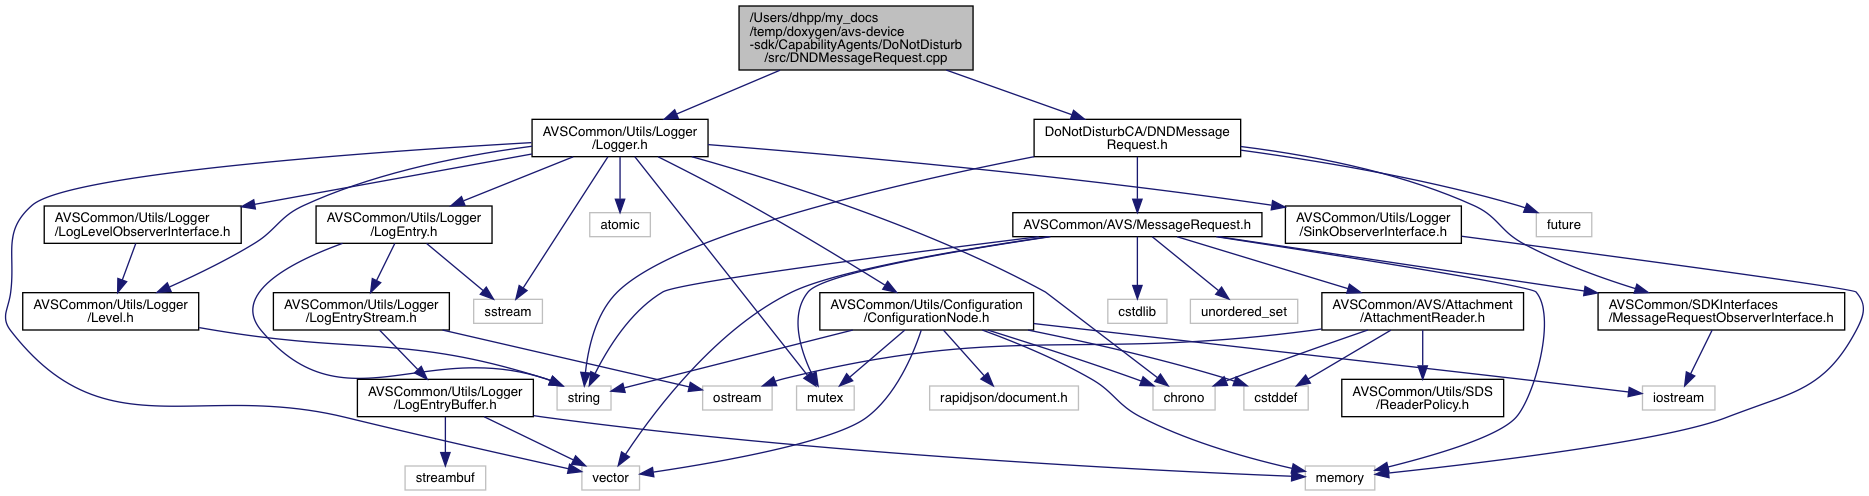 /Users/dhpp/my_docs
/temp/doxygen/avs-device
-sdk/CapabilityAgents/DoNotDisturb
/src/DNDMessageRequest.cpp
AVSCommon/Utils/Logger
/Logger.h
DoNotDisturbCA/DNDMessage
Request.h
AVSCommon/Utils/Logger
/LogLevelObserverInterface.h
AVSCommon/Utils/Logger
/LogEntry.h
atomic
AVSCommon/AVS/MessageRequest.h
AVSCommon/Utils/Logger
/SinkObserverInterface.h
future
AVSCommon/Utils/Logger
/Level.h
AVSCommon/Utils/Logger
/LogEntryStream.h
sstream
AVSCommon/Utils/Configuration
/ConfigurationNode.h
cstdlib
unordered_set
AVSCommon/AVS/Attachment
/AttachmentReader.h
AVSCommon/SDKInterfaces
/MessageRequestObserverInterface.h
AVSCommon/Utils/Logger
/LogEntryBuffer.h
string
ostream
mutex
rapidjson/document.h
chrono
cstddef
AVSCommon/Utils/SDS
/ReaderPolicy.h
iostream
streambuf
vector
memory